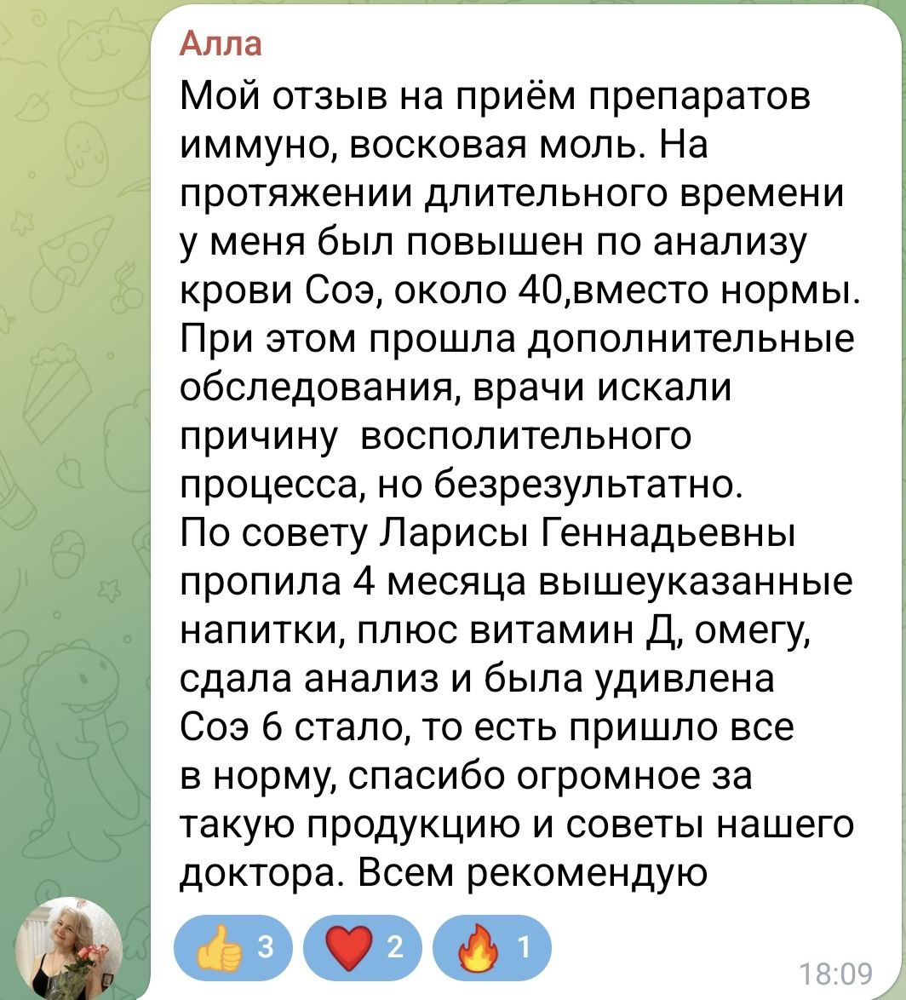 Алла
Мой отзыв на приём препаратов
иммуно, восковая моль. На
протяжении длительного времени
у меня был повышен по анализу
крови Соэ, около 40,вместо нормы.
При этом прошла дополнительные
обследования, врачи искали
причину  восполительного
процесса, но безрезультатно.
По совету Ларисы Геннадьевны
пропила 4 месяца вышеуказанные
напитки, плюс витамин Д, омегу,
сдала анализ и была удивлена
Соэ 6 стало, то есть пришло все
в норму, спасибо огромное за
такую продукцию и советы нашего
доктора. Всем рекомендую
3 2 1
18:09